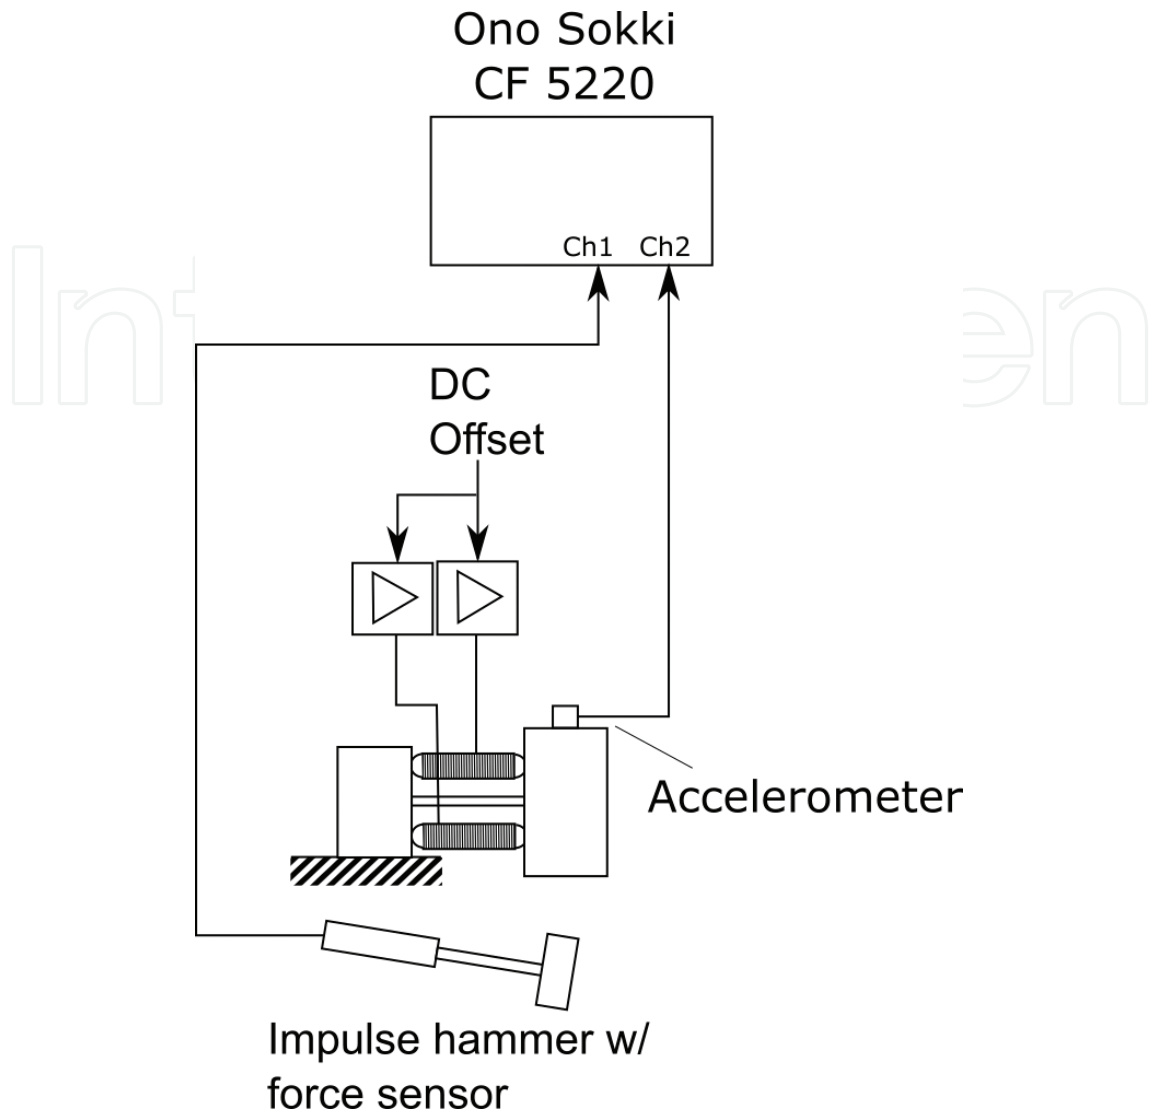 Ono Sokki
CF 5220
Ch1 Ch2
DC
Offset
Accelerometer
Impulse hammer w/
force sensor